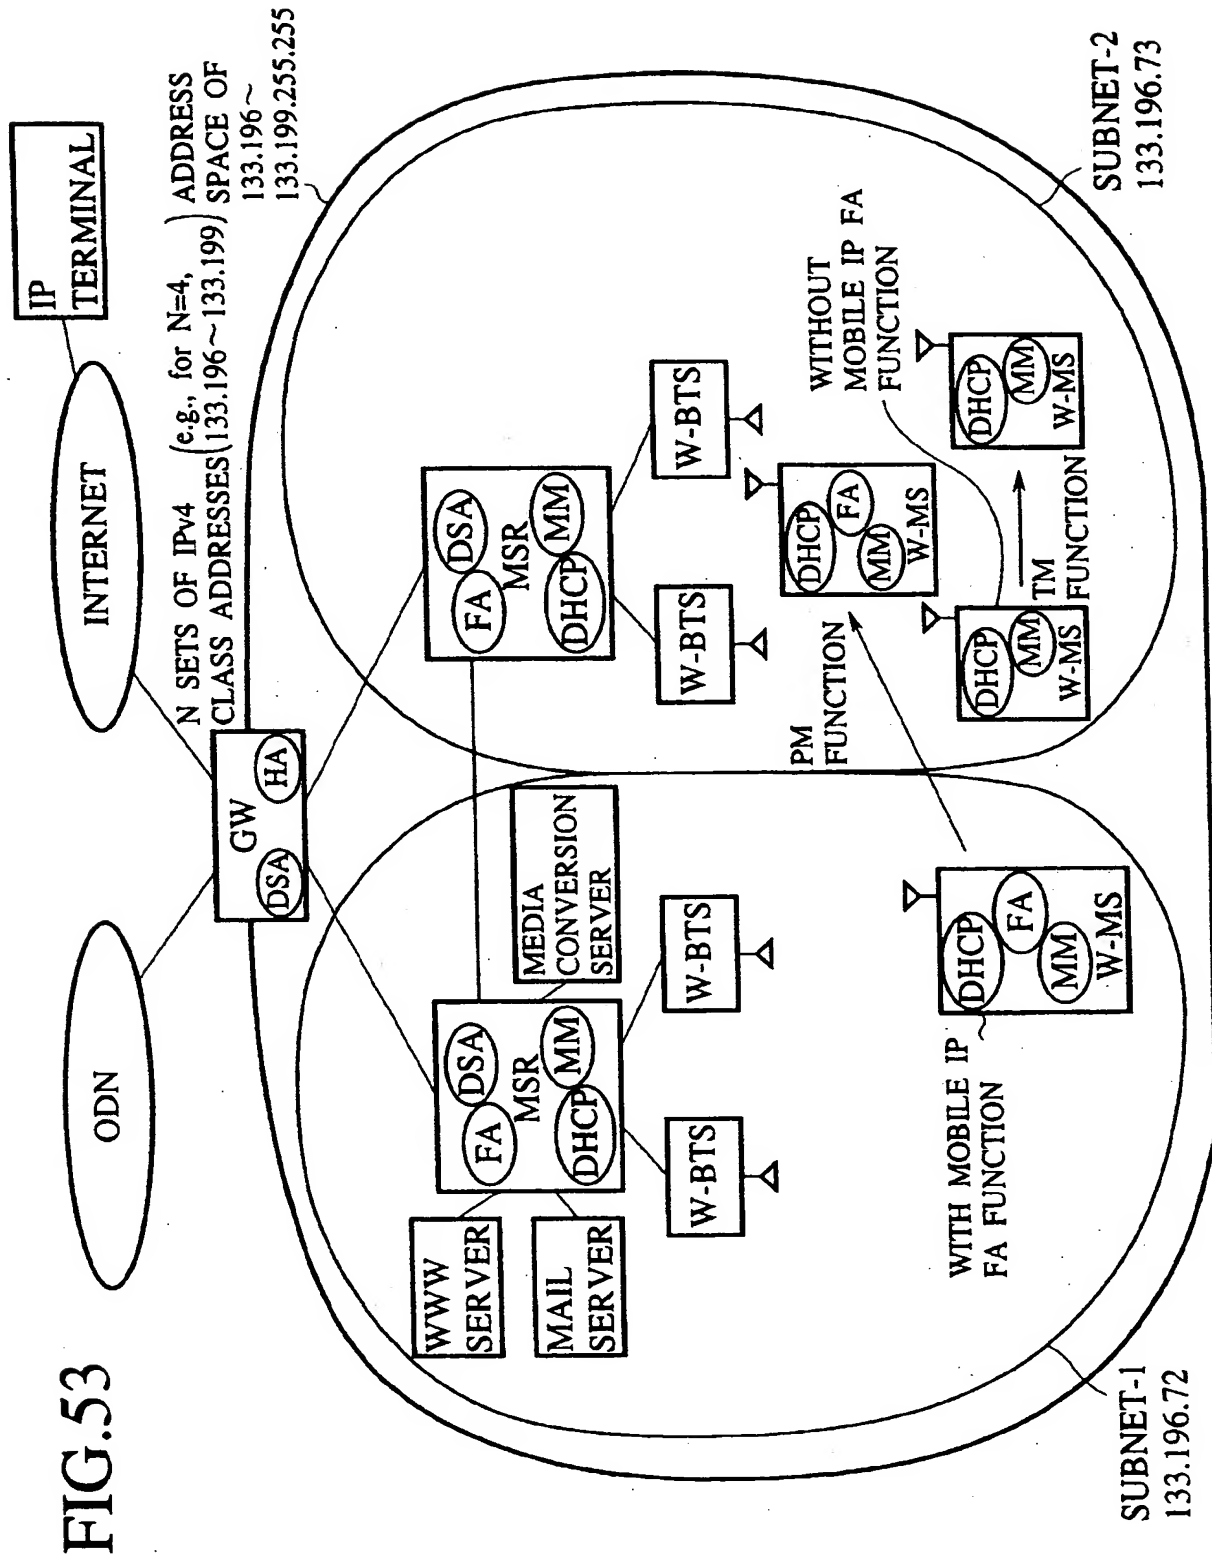 FIG.53
ODN
INTERNET
IP
TERMINAL
GW
DSA
HA
N SETS OF IPv4
CLASS ADDRESSES
(e.g., for N=4,
133.196~133.199)
ADDRESS
SPACE OF
133.196~
133.199.255.255
WWW
SERVER
MAIL
SERVER
FA
DSA
MSR
DHCP
MM
MEDIA
CONVERSION
SERVER
FA
DSA
MSR
DHCP
MM
W-BTS
W-BTS
W-BTS
W-BTS
WITH MOBILE IP
FA FUNCTION
DHCP
FA
MM
W-MS
PM
FUNCTION
DHCP
FA
MM
W-MS
WITHOUT
MOBILE IP FA
FUNCTION
DHCP
MM
W-MS
TM
FUNCTION
DHCP
MM
W-MS
SUBNET-1
133.196.72
SUBNET-2
133.196.73